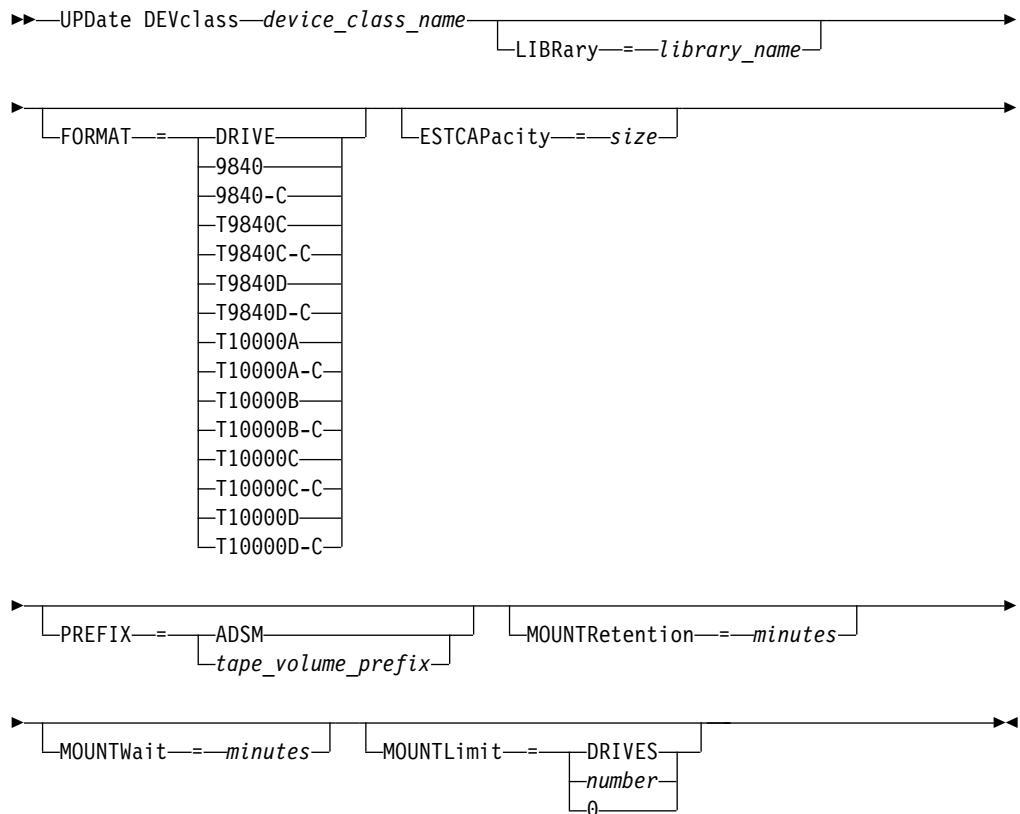 UPDate DEVclass device_class_name
LIBRary = library_name
FORMAT = DRIVE
9840
9840-C
T9840C
T9840C-C
T9840D
T9840D-C
T10000A
T10000A-C
T10000B
T10000B-C
T10000C
T10000C-C
T10000D
T10000D-C
ESTCAPacity = size
PREFIX = ADSM
tape_volume_prefix
MOUNTRetention = minutes
MOUNTWait = minutes
MOUNTLimit = DRIVES
number
0